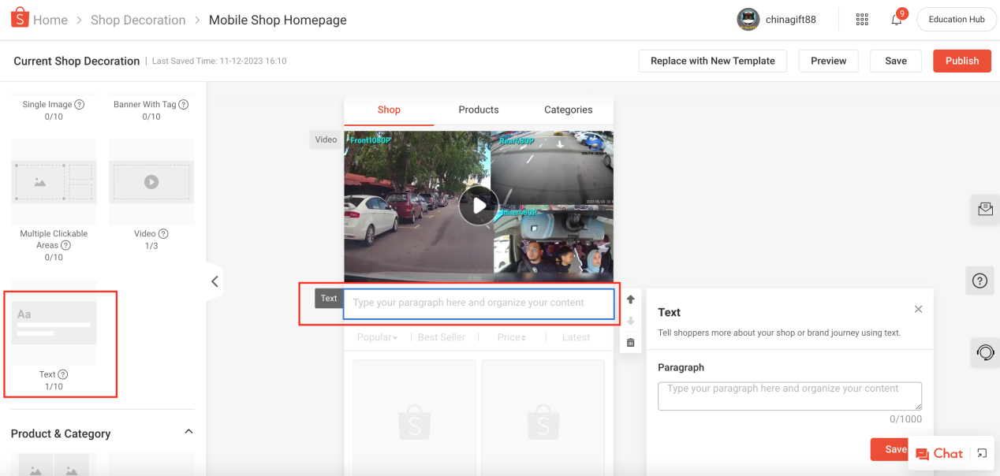 Home > Shop Decoration > Mobile Shop Homepage
chinagift88
9
Education Hub
Current Shop Decoration | Last Saved Time: 11-12-2023 16:10
Replace with New Template
Preview
Save
Publish
Single Image
0/10
Banner With Tag
0/10
Multiple Clickable
Areas
0/10
Video
1/3
Aa
Text
1/10
Product & Category
Shop
Products
Categories
Video
Front1080P
Rear480P
Inner480P
Text
Type your paragraph here and organize your content
Popular
Best Seller
Price
Latest
Text
Tell shoppers more about your shop or brand journey using text.
Paragraph
Type your paragraph here and organize your content
0/1000
Save
Chat